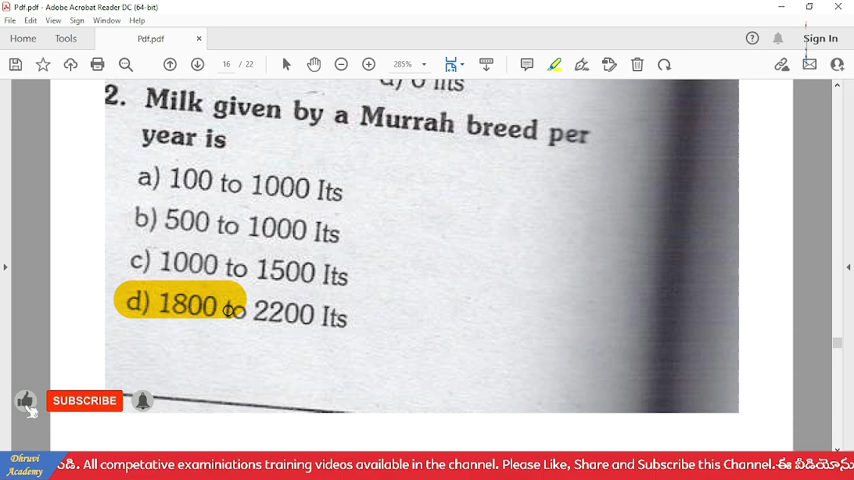 Pdf.pdf - Adobe Acrobat Reader DC (64-bit)
File Edit View Sign Window Help
Home Tools Pdf.pdf × Sign In
16 / 22 285%
2. Milk given by a Murrah breed per
year is
a) 100 to 1000 lts
b) 500 to 1000 lts
c) 1000 to 1500 lts
d) 1800 to 2200 lts
SUBSCRIBE
Dhruvi
Academy
ండి. All competative examiniations training videos available in the channel. Please Like, Share and Subscribe this Channel. ఈ వీడియోను